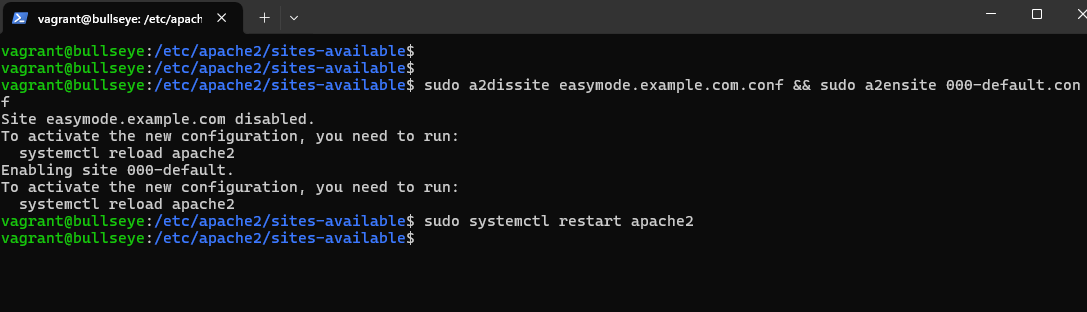 vagrant@bullseye: /etc/apach
vagrant@bullseye:/etc/apache2/sites-available$
vagrant@bullseye:/etc/apache2/sites-available$
vagrant@bullseye:/etc/apache2/sites-available$ sudo a2dissite easymode.example.com.conf && sudo a2ensite 000-default.con
f
Site easymode.example.com disabled.
To activate the new configuration, you need to run:
  systemctl reload apache2
Enabling site 000-default.
To activate the new configuration, you need to run:
  systemctl reload apache2
vagrant@bullseye:/etc/apache2/sites-available$ sudo systemctl restart apache2
vagrant@bullseye:/etc/apache2/sites-available$